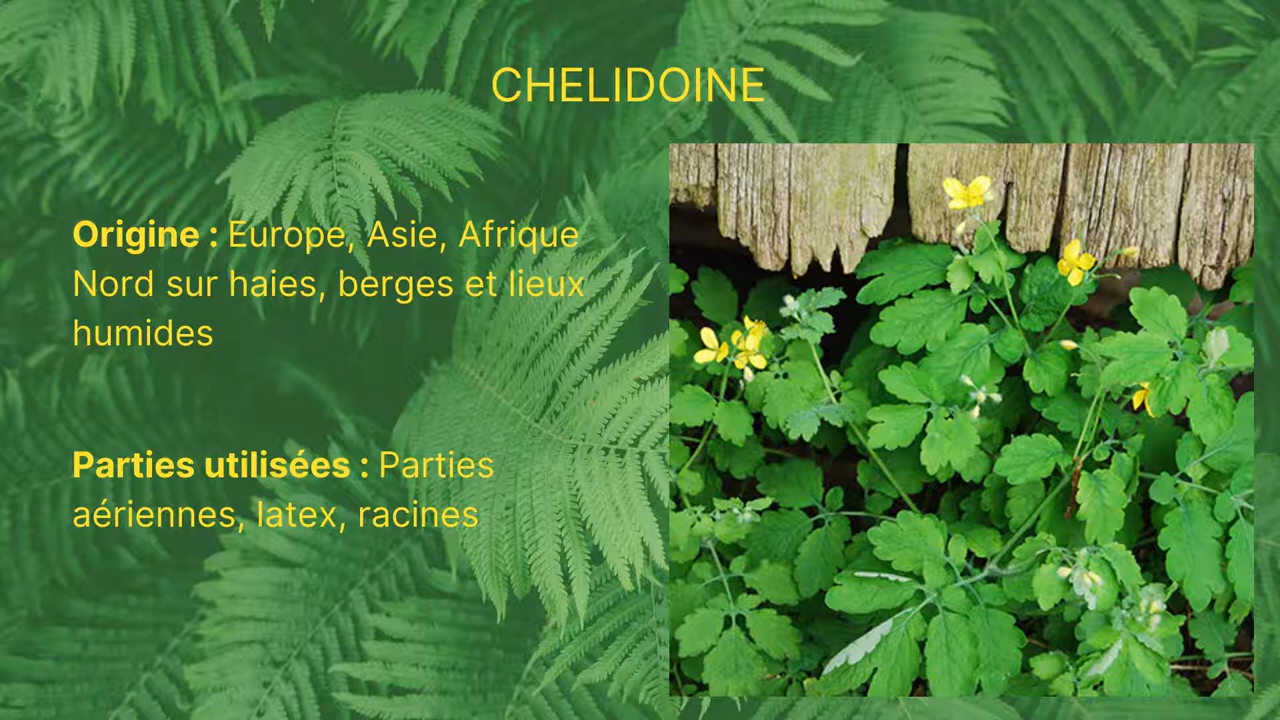 CHELIDOINE
Origine : Europe, Asie, Afrique
Nord sur haies, berges et lieux
humides
Parties utilisées : Parties
aériennes, latex, racines